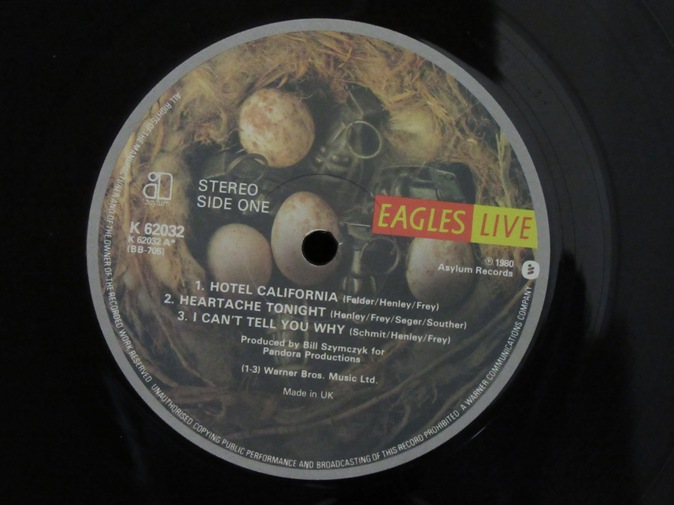 STEREO
SIDE ONE
asylum
K 62032
K 62032 A*
(BB-705)
EAGLES LIVE
℗ 1980
Asylum Records
1. HOTEL CALIFORNIA (Felder/Henley/Frey)
2. HEARTACHE TONIGHT (Henley/Frey/Seger/Souther)
3. I CAN'T TELL YOU WHY (Schmit/Henley/Frey)
Produced by Bill Szymczyk for
Pandora Productions
(1-3) Warner Bros. Music Ltd.
Made in UK
ALL RIGHTS OF THE MANUFACTURER AND OF THE OWNER OF THE RECORDED WORK RESERVED UNAUTHORISED COPYING PUBLIC PERFORMANCE AND BROADCASTING OF THIS RECORD PROHIBITED A WARNER COMMUNICATIONS COMPANY